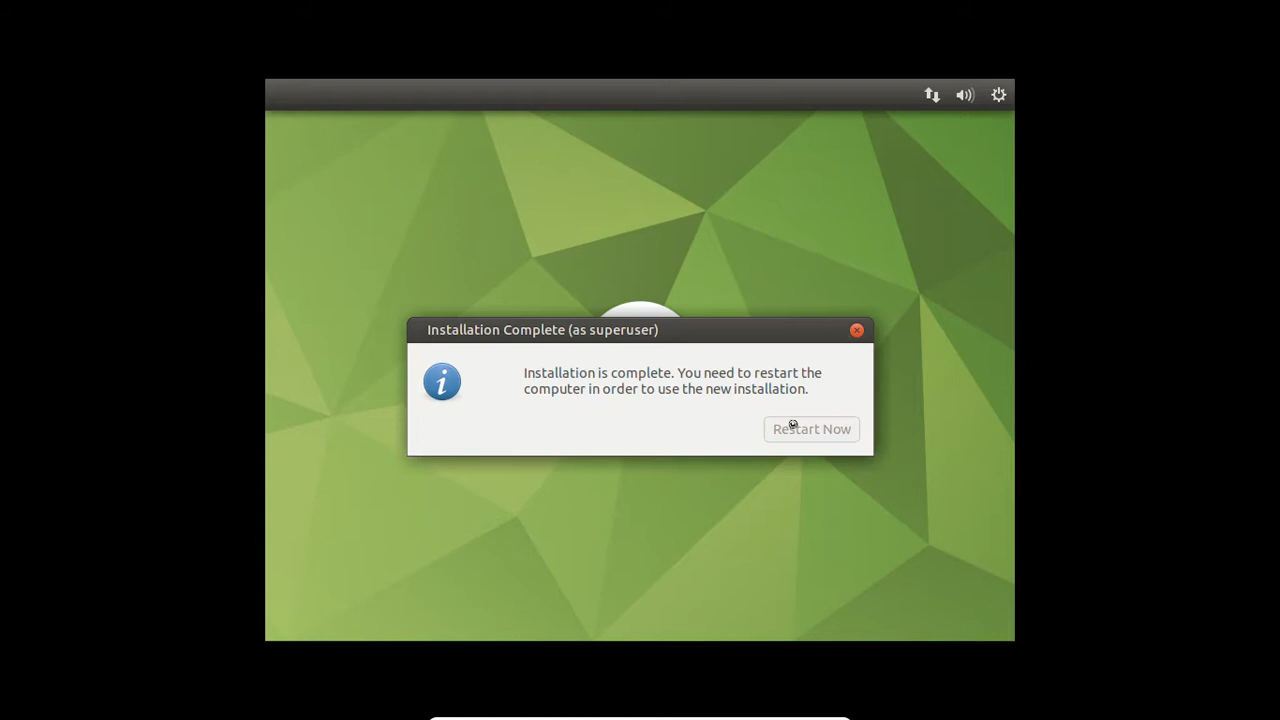 Installation Complete (as superuser)
Installation is complete. You need to restart the
computer in order to use the new installation.
Restart Now